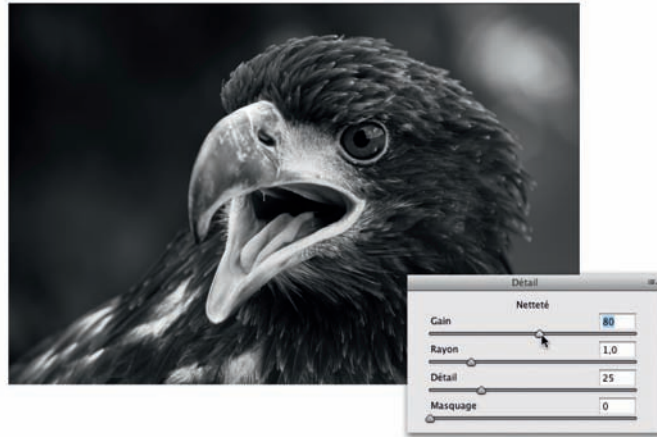 Détail
Netteté
Gain 80
Rayon 1,0
Détail 25
Masquage 0